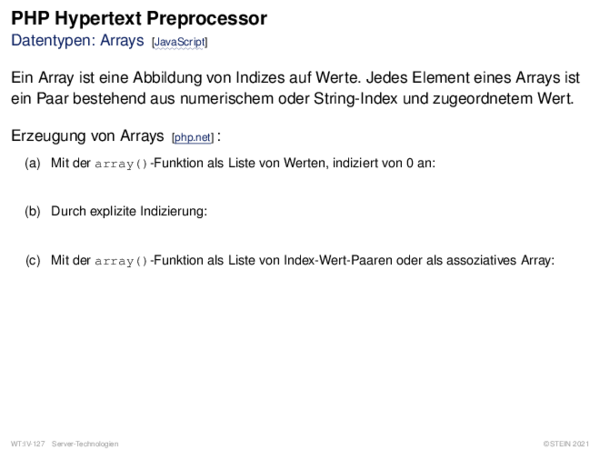 PHP Hypertext Preprocessor
Datentypen: Arrays [JavaScript]
Ein Array ist eine Abbildung von Indizes auf Werte. Jedes Element eines Arrays ist
ein Paar bestehend aus numerischem oder String-Index und zugeordnetem Wert.
Erzeugung von Arrays [php.net] :
(a) Mit der array()-Funktion als Liste von Werten, indiziert von 0 an:
(b) Durch explizite Indizierung:
(c) Mit der array()-Funktion als Liste von Index-Wert-Paaren oder als assoziatives Array:
WT:IV-127 Server-Technologien ©STEIN 2021